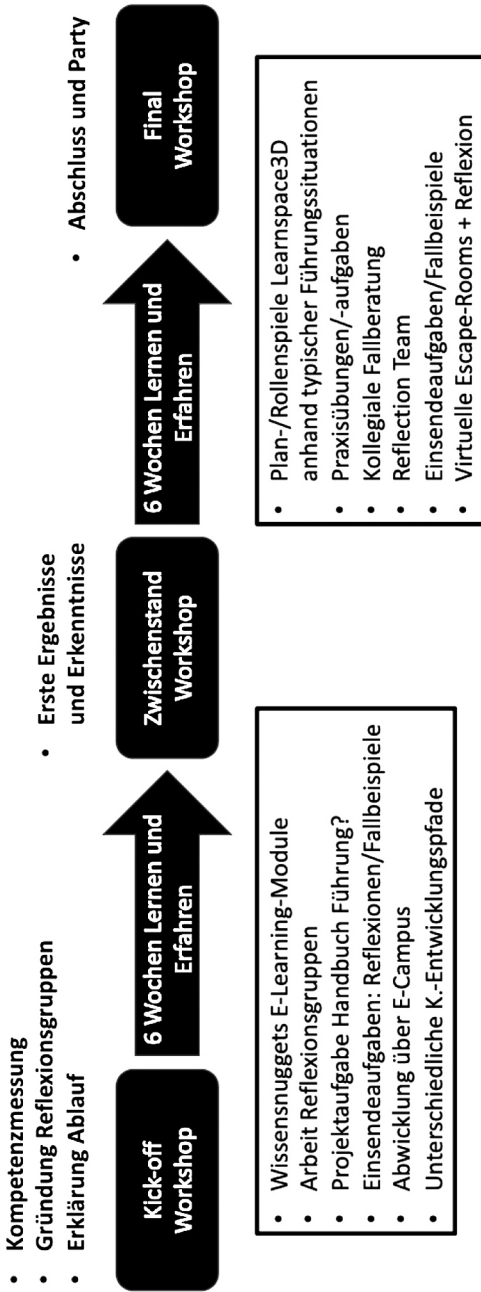 • Kompetenzmessung
• Gründung Reflexionsgruppen
• Erklärung Ablauf
Kick-off
Workshop
6 Wochen Lernen und
Erfahren
• Wissensnuggets E-Learning-Module
Arbeit Reflexionsgruppen
• Projektaufgabe Handbuch Führung?
• Einsendeaufgaben: Reflexionen/Fallbeispiele
Abwicklung über E-Campus
• Unterschiedliche K.-Entwicklungspfade
• Erste Ergebnisse
und Erkenntnisse
Zwischenstand
Workshop
6 Wochen Lernen und
Erfahren
• Plan-/Rollenspiele Learnspace3D
anhand typischer Führungssituationen
• Praxisübungen/-aufgaben
• Kollegiale Fallberatung
Reflection Team
• Einsendeaufgaben/Fallbeispiele
• Virtuelle Escape-Rooms + Reflexion
• Abschluss und Party
Final
Workshop